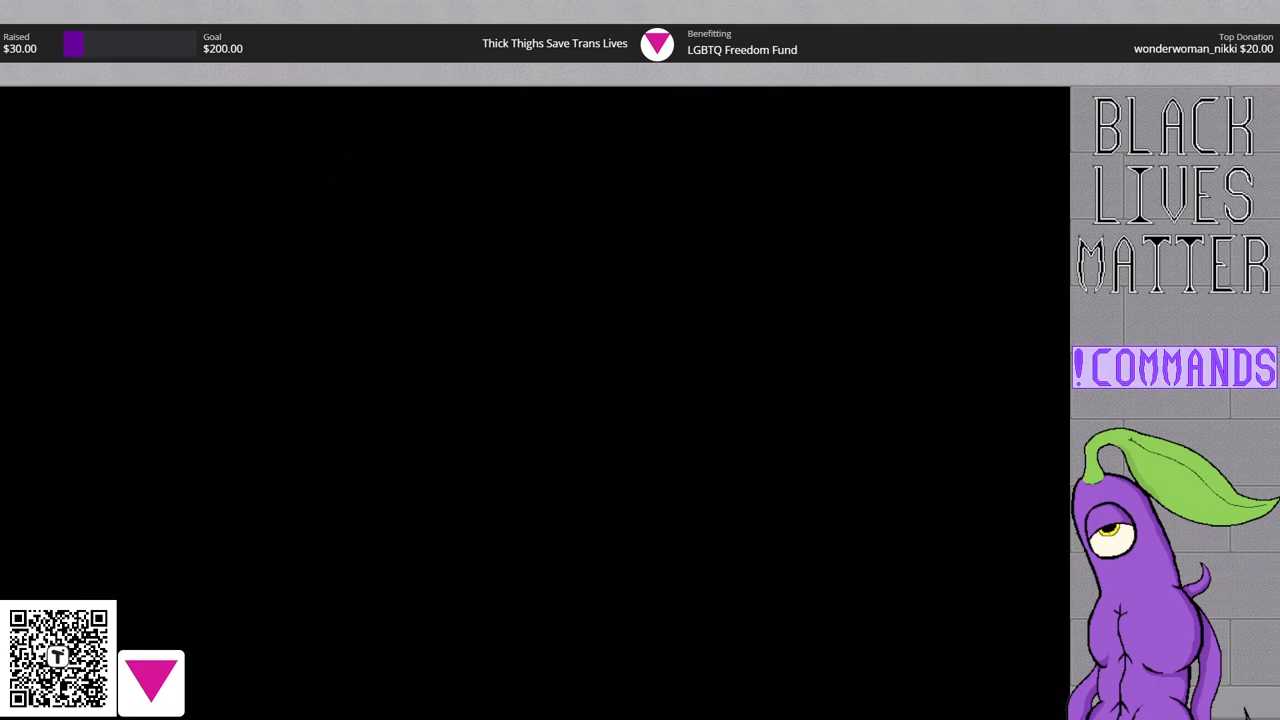 Raised
$30.00
Goal
$200.00
Thick Thighs Save Trans Lives
Benefitting
LGBTQ Freedom Fund
Top Donation
wonderwoman_nikki $20.00
BLACK
LIVES
MATTER
!COMMANDS
T